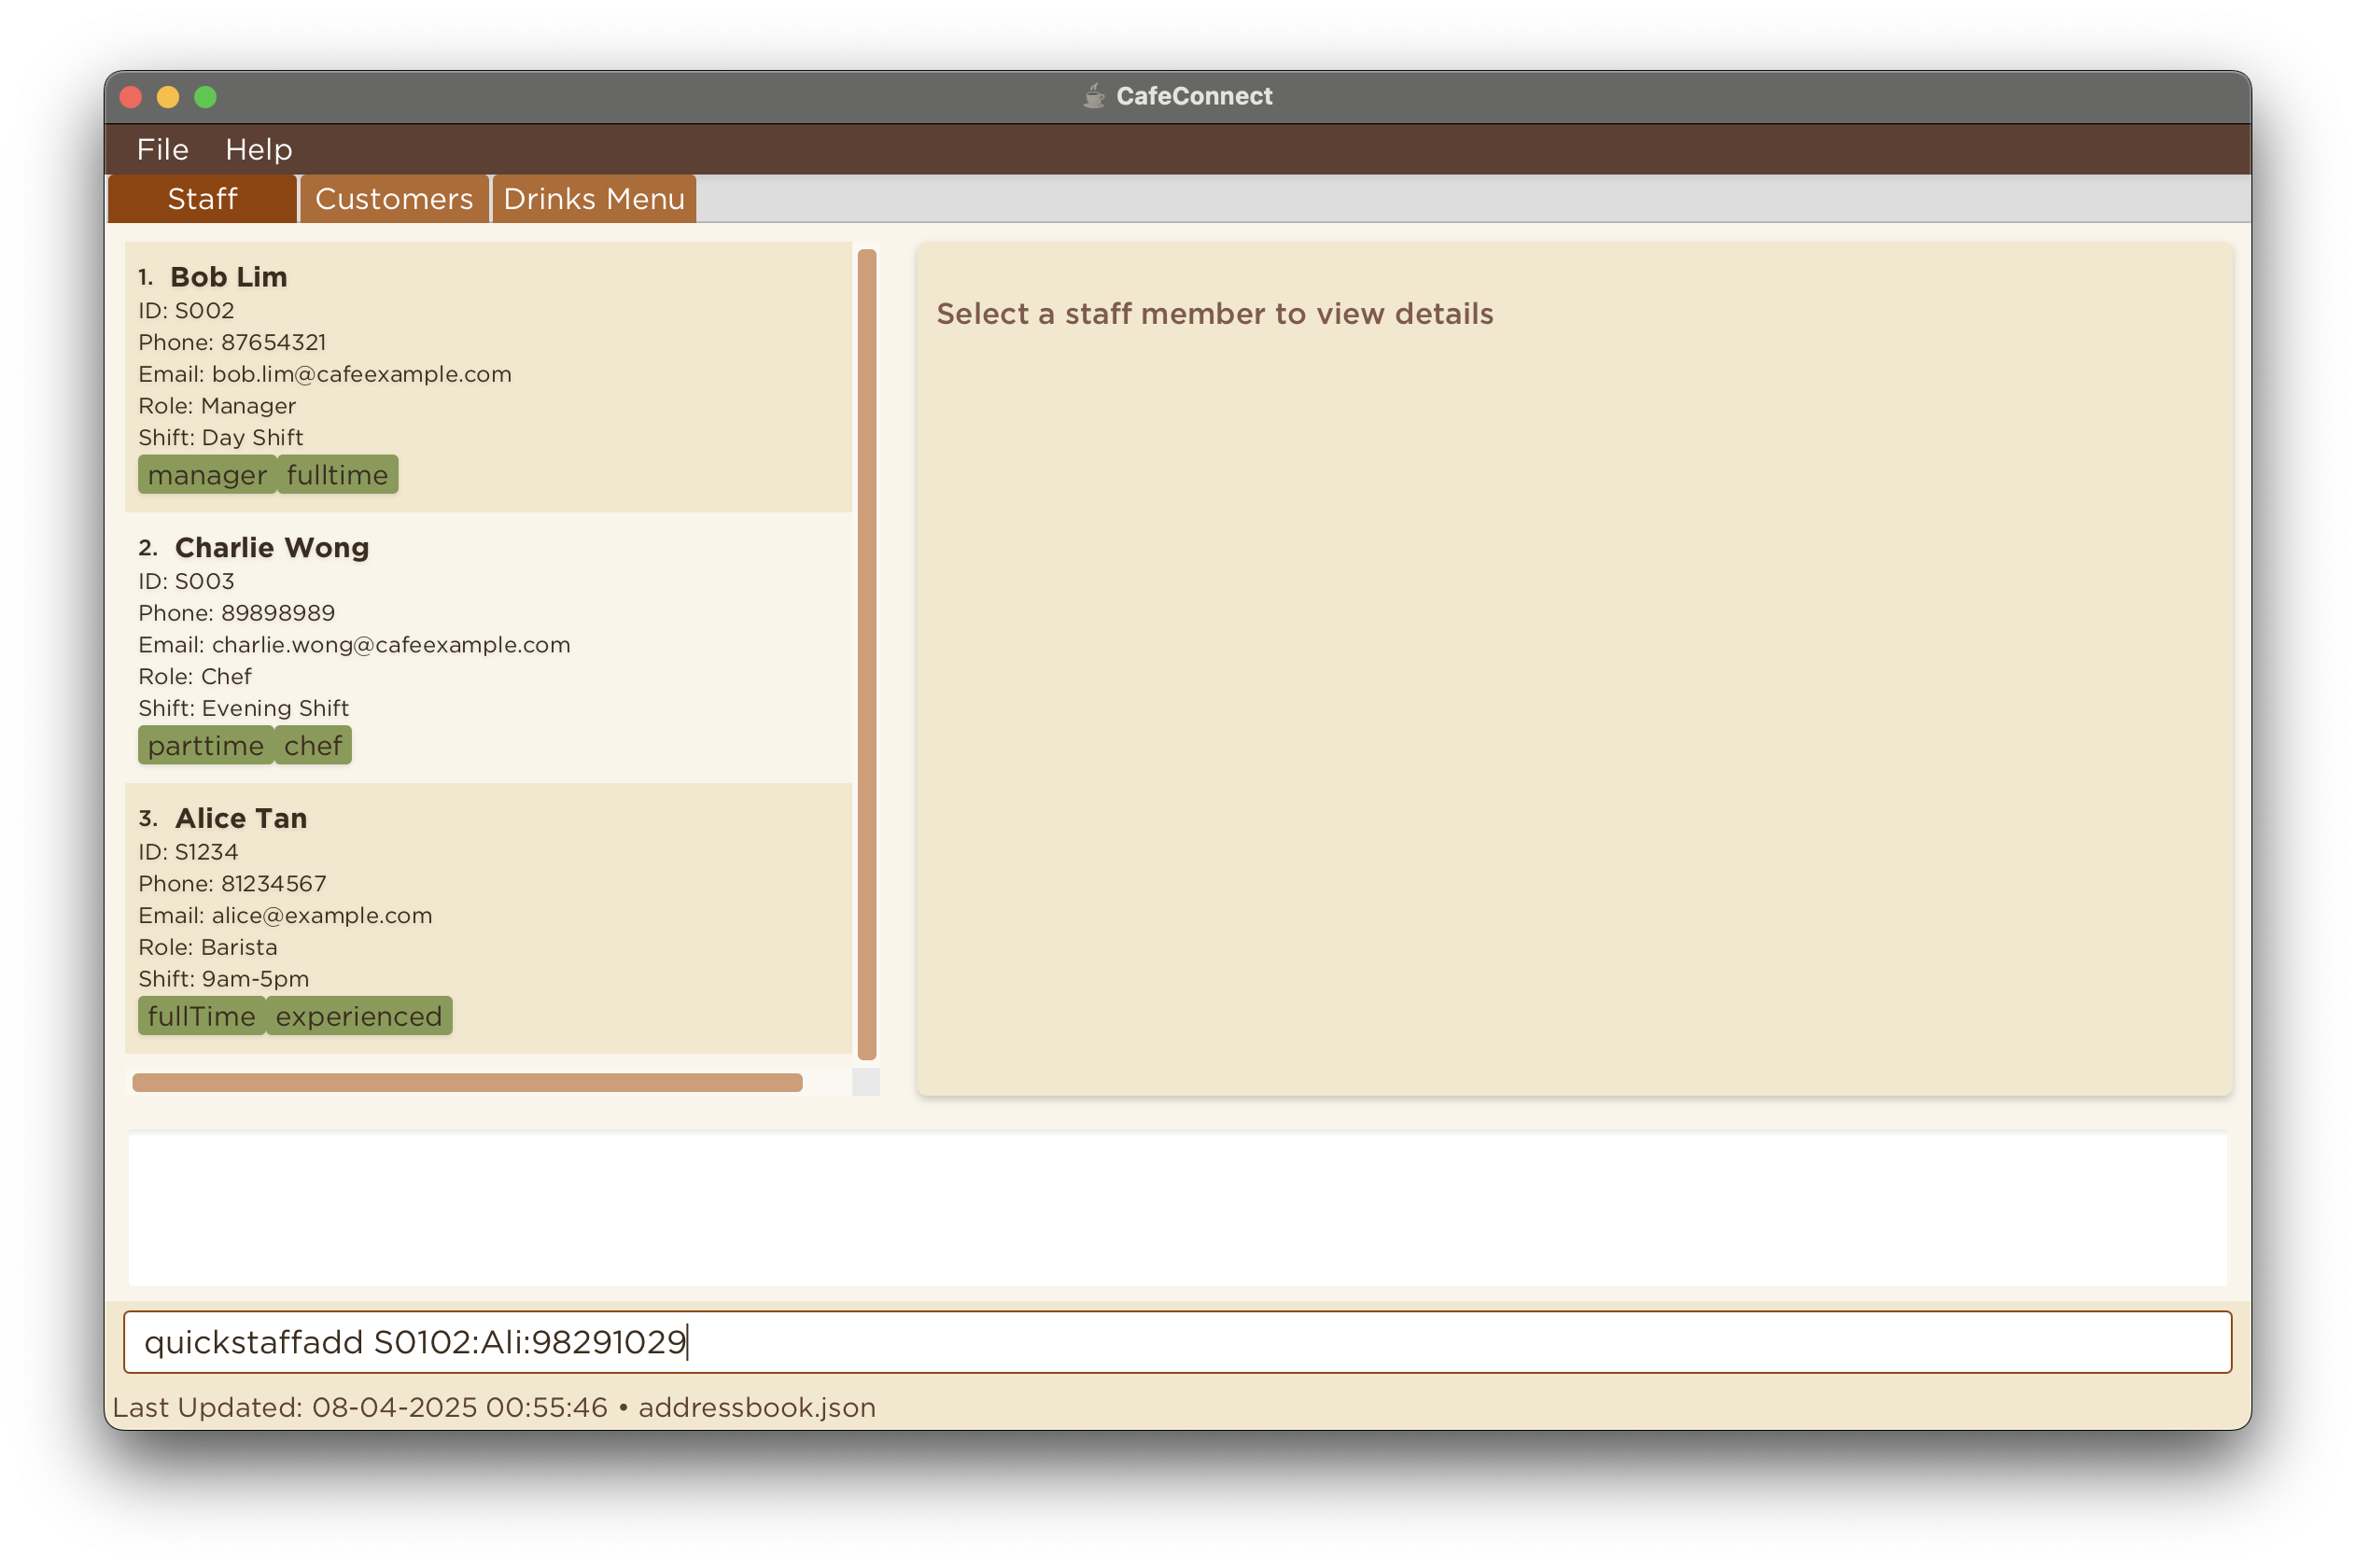 CafeConnect
File Help
Staff Customers Drinks Menu
1. Bob Lim
ID: S002
Phone: 87654321
Email: bob.lim@cafeexample.com
Role: Manager
Shift: Day Shift
manager fulltime
2. Charlie Wong
ID: S003
Phone: 89898989
Email: charlie.wong@cafeexample.com
Role: Chef
Shift: Evening Shift
parttime chef
3. Alice Tan
ID: S1234
Phone: 81234567
Email: alice@example.com
Role: Barista
Shift: 9am-5pm
fullTime experienced
Select a staff member to view details
quickstaffadd S0102:Ali:98291029
Last Updated: 08-04-2025 00:55:46 • addressbook.json